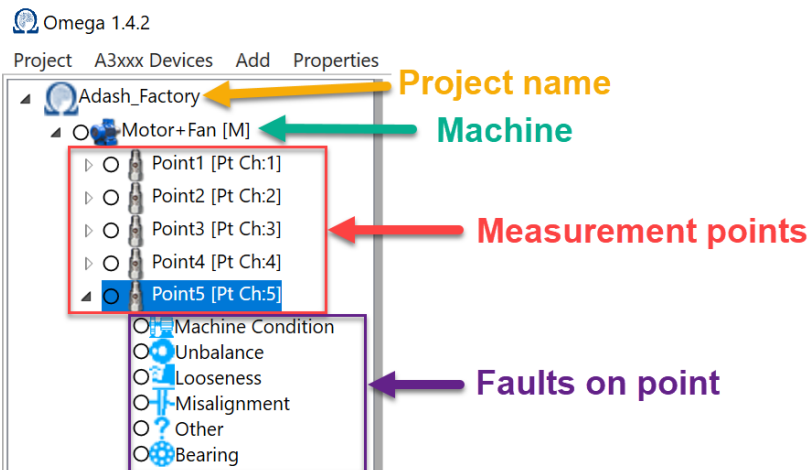 Omega 1.4.2
Project A3xxx Devices Add Properties
Adash_Factory
Project name
Motor+Fan [M]
Machine
Point1 [Pt Ch:1]
Point2 [Pt Ch:2]
Point3 [Pt Ch:3]
Measurement points
Point4 [Pt Ch:4]
Point5 [Pt Ch:5]
Machine Condition
Unbalance
Looseness
Faults on point
Misalignment
Other
Bearing